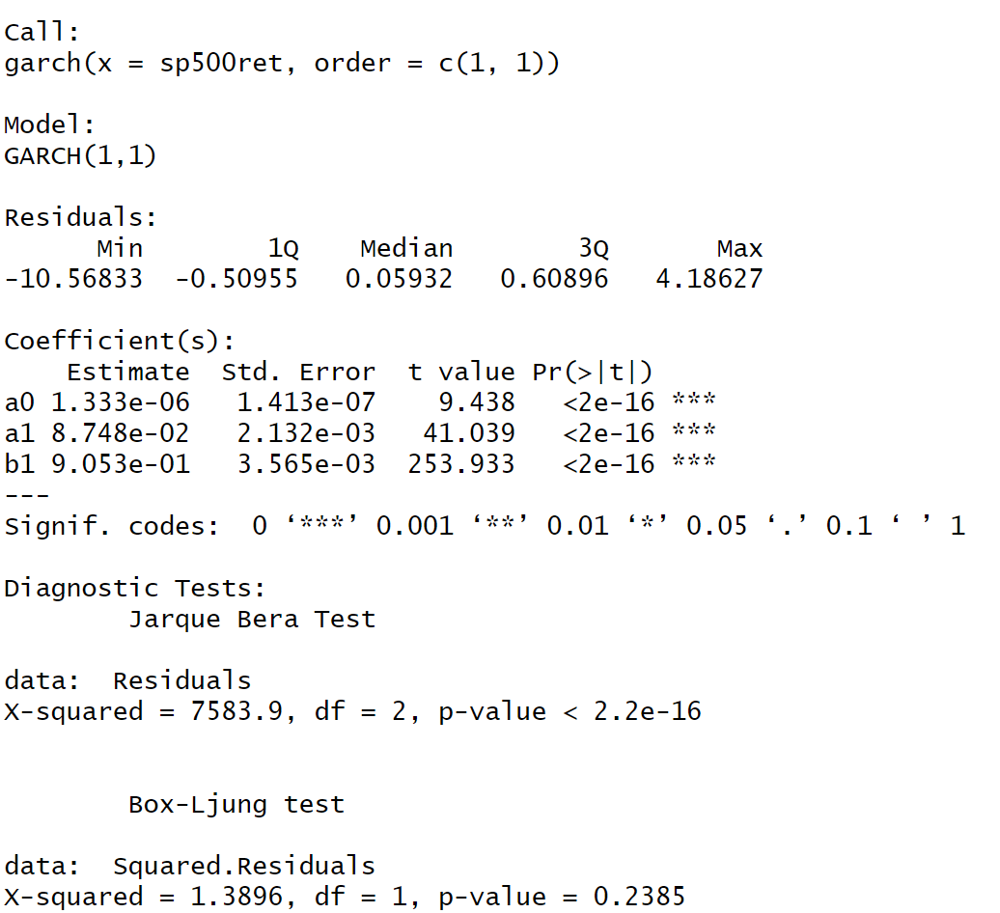 Call:
garch(x = sp500ret, order = c(1, 1))
Model:
GARCH(1,1)
Residuals:
      Min        1Q    Median        3Q       Max
-10.56833  -0.50955   0.05932   0.60896   4.18627
Coefficient(s):
    Estimate  Std. Error  t value Pr(>|t|)
a0 1.333e-06   1.413e-07    9.438   <2e-16 ***
a1 8.748e-02   2.132e-03   41.039   <2e-16 ***
b1 9.053e-01   3.565e-03  253.933   <2e-16 ***
---
Signif. codes:  0 ‘***’ 0.001 ‘**’ 0.01 ‘*’ 0.05 ‘.’ 0.1 ‘ ’ 1
Diagnostic Tests:
        Jarque Bera Test
data:  Residuals
X-squared = 7583.9, df = 2, p-value < 2.2e-16
        Box-Ljung test
data:  Squared.Residuals
X-squared = 1.3896, df = 1, p-value = 0.2385